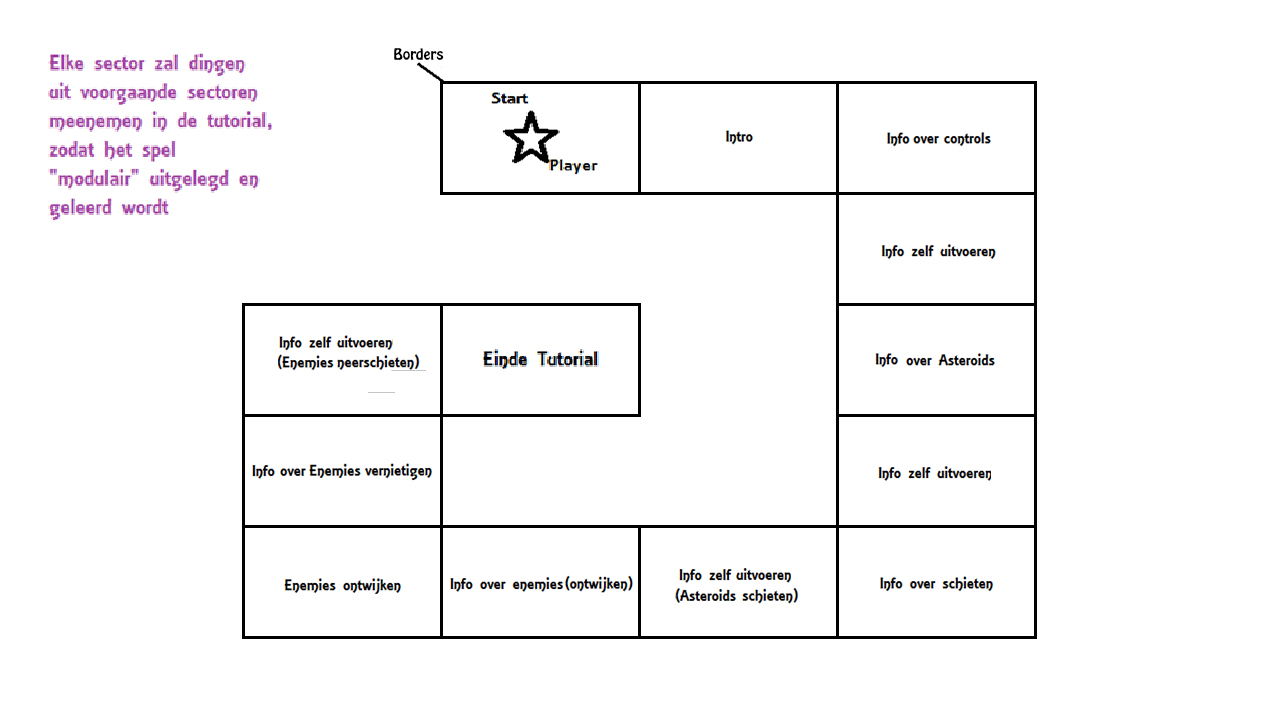 Elke sector zal dingen
uit voorgaande sectoren
meenemen in de tutorial,
zodat het spel
"modulair" uitgelegd en
geleerd wordt
Borders
Start
Player
Intro
Info over controls
Info zelf uitvoeren
Info over Asteroids
Info zelf uitvoeren
Info over schieten
Info zelf uitvoeren
(Asteroids schieten)
Info over enemies (ontwijken)
Enemies ontwijken
Info over Enemies vernietigen
Info zelf uitvoeren
(Enemies neerschieten)
Einde Tutorial